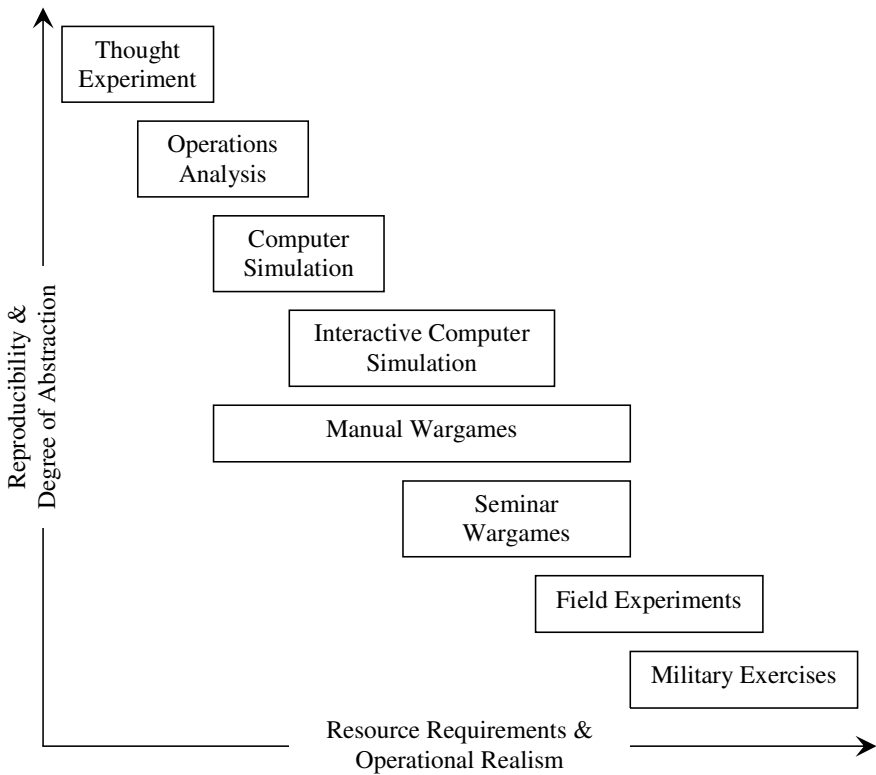 Thought
Experiment
Operations
Analysis
Computer
Simulation
Interactive Computer
Simulation
Manual Wargames
Seminar
Wargames
Field Experiments
Military Exercises
Reproducibility &
Degree of Abstraction
Resource Requirements &
Operational Realism